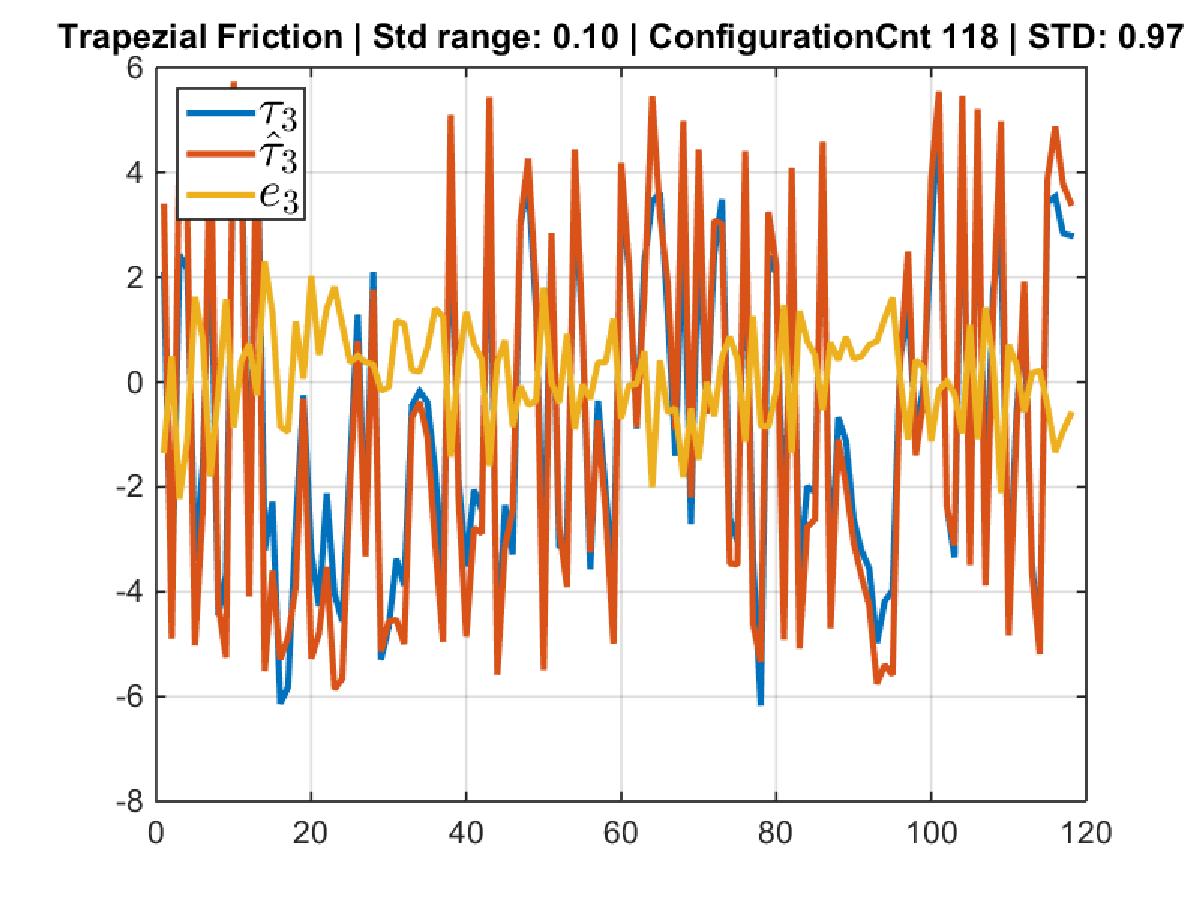 Trapezial Friction | Std range: 0.10 | ConfigurationCnt 118 | STD: 0.97
6
τ₃
τ̂₃
e₃
4
2
0
-2
-4
-6
-8
0 20 40 60 80 100 120